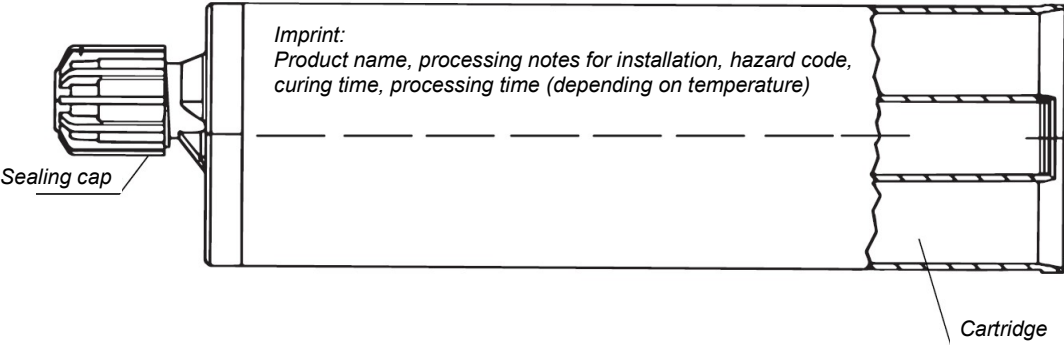 Imprint:
Product name, processing notes for installation, hazard code,
curing time, processing time (depending on temperature)
Sealing cap
Cartridge